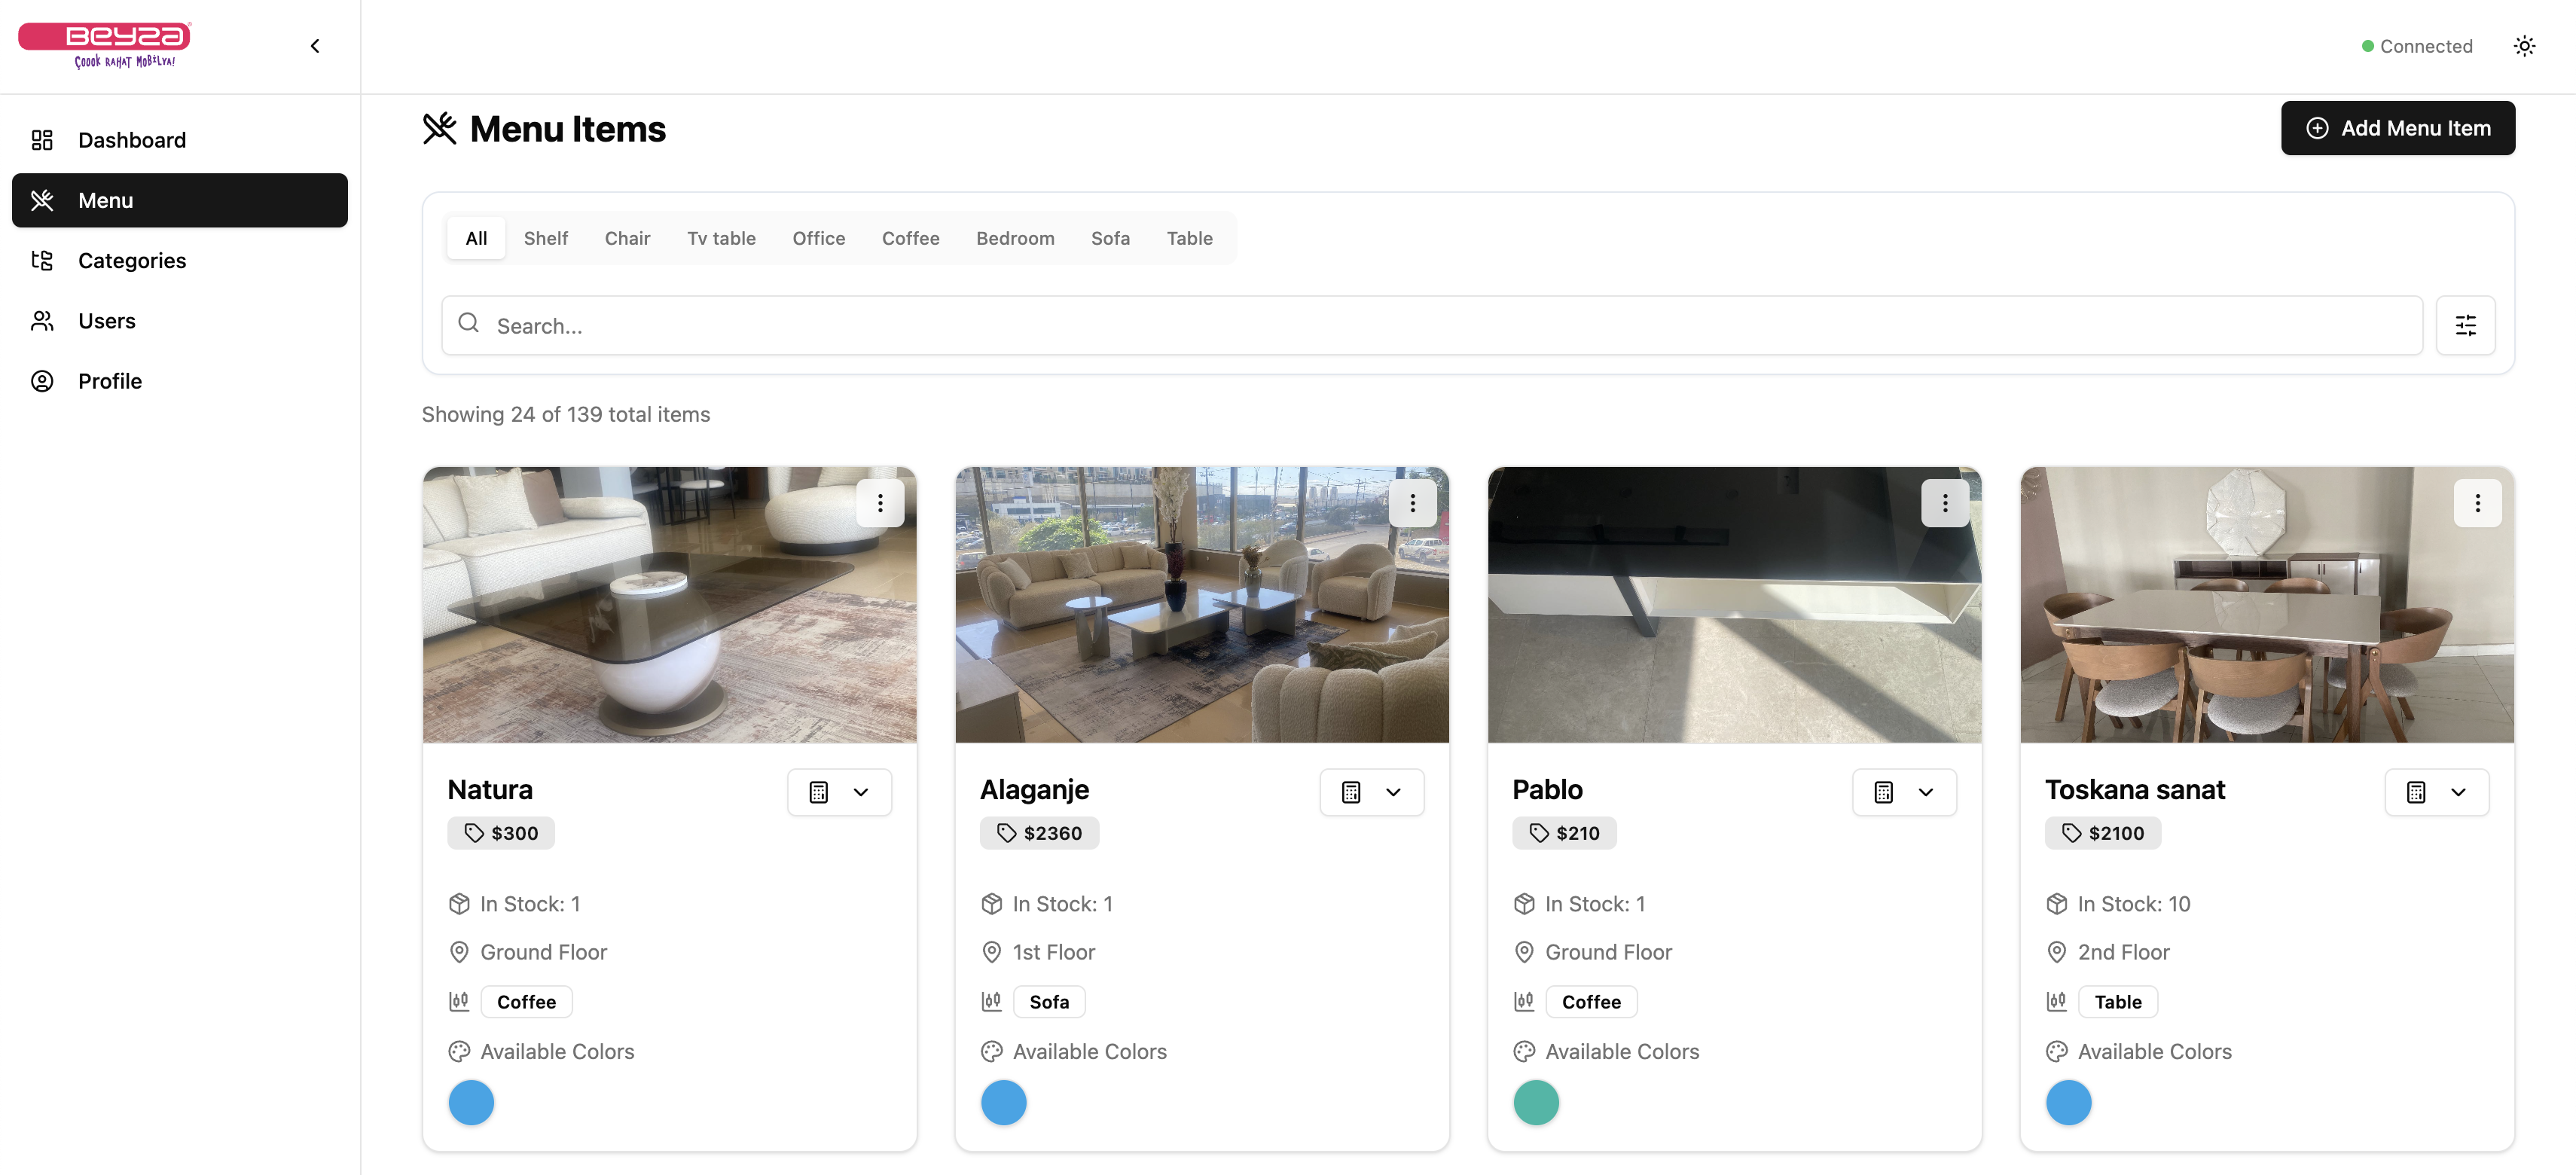 Beyza
Çoook RAHAT MOBİLYA!
Connected
Dashboard
Menu
Categories
Users
Profile
Menu Items
Add Menu Item
All Shelf Chair Tv table Office Coffee Bedroom Sofa Table
Search...
Showing 24 of 139 total items
Natura
$300
In Stock: 1
Ground Floor
Coffee
Available Colors
Alaganje
$2360
In Stock: 1
1st Floor
Sofa
Available Colors
Pablo
$210
In Stock: 1
Ground Floor
Coffee
Available Colors
Toskana sanat
$2100
In Stock: 10
2nd Floor
Table
Available Colors